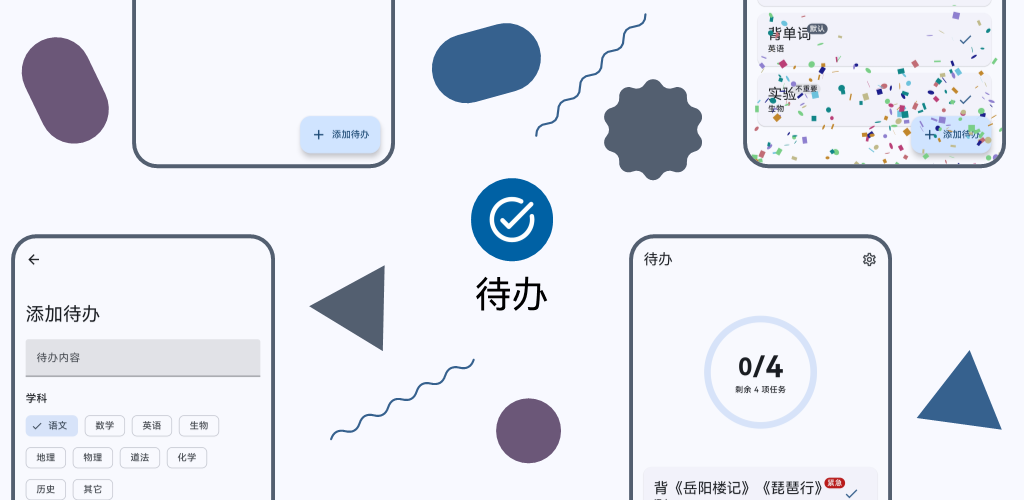 添加待办
背单词 默认
英语
实验 不重要
生物
添加待办
待办
添加待办
待办内容
学科
语文 数学 英语 生物
地理 物理 道法 化学
历史 其它
待办
0/4
剩余 4 项任务
背《岳阳楼记》《琵琶行》 紧急